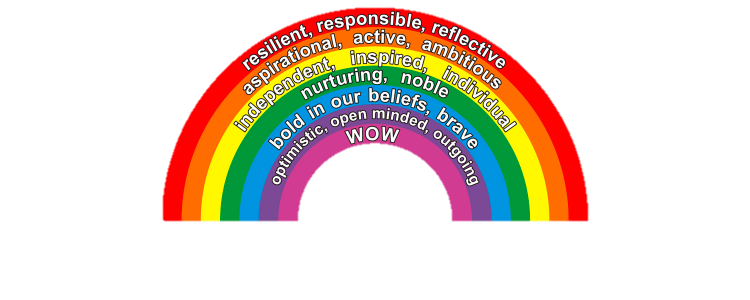 resilient, responsible, reflective
aspirational, active, ambitious
independent, inspired, individual
nurturing, noble
bold in our beliefs, brave
optimistic, open minded, outgoing
WOW